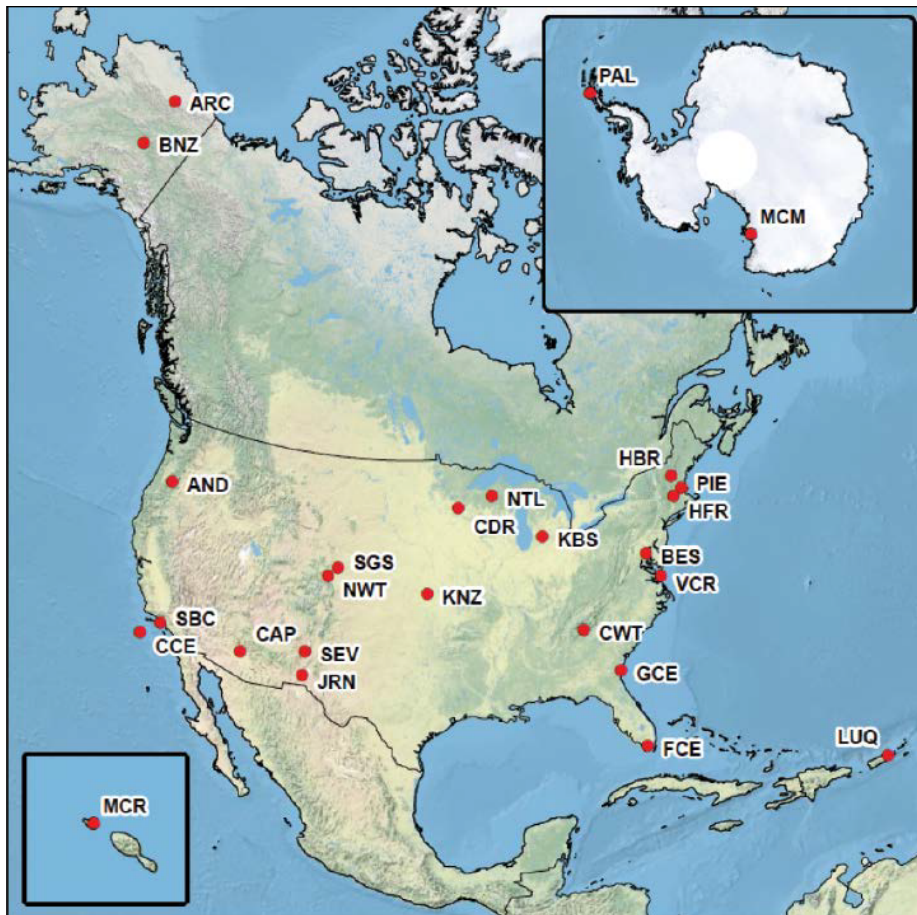 PAL
ARC
BNZ
MCM
HBR
AND
PIE
NTL
HFR
CDR
KBS
BES
SGS
VCR
NWT
KNZ
SBC
CWT
CCE
CAP
SEV
GCE
JRN
LUQ
FCE
MCR